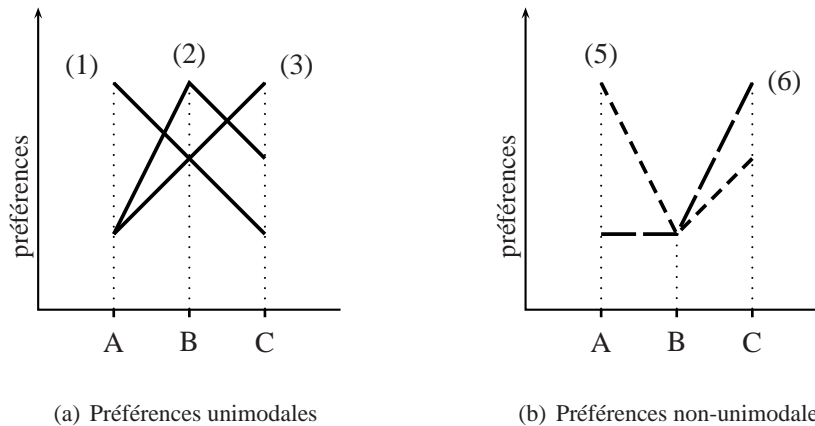 (1)
(2)
(3)
préférences
A B C
(a) Préférences unimodales
(5)
(6)
préférences
A B C
(b) Préférences non-unimodale